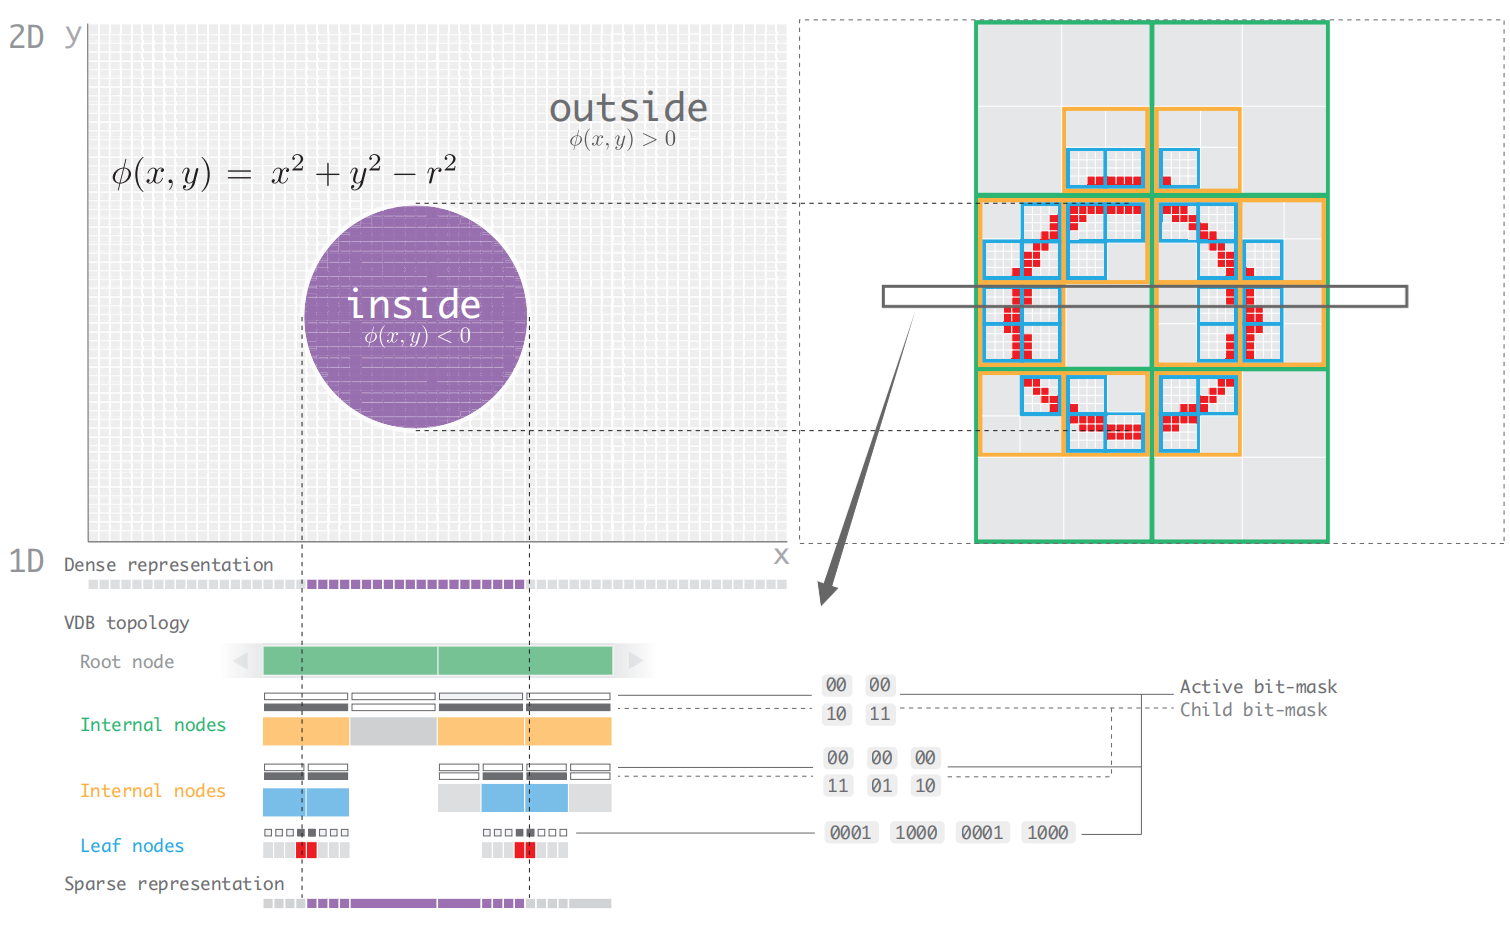 2D
y
outside
ϕ(x, y) > 0
ϕ(x, y) = x² + y² − r²
inside
ϕ(x, y) < 0
x
1D
Dense representation
VDB topology
Root node
00 00
Active bit-mask
10 11
Child bit-mask
Internal nodes
00 00 00
11 01 10
Internal nodes
0001 1000 0001 1000
Leaf nodes
Sparse representation